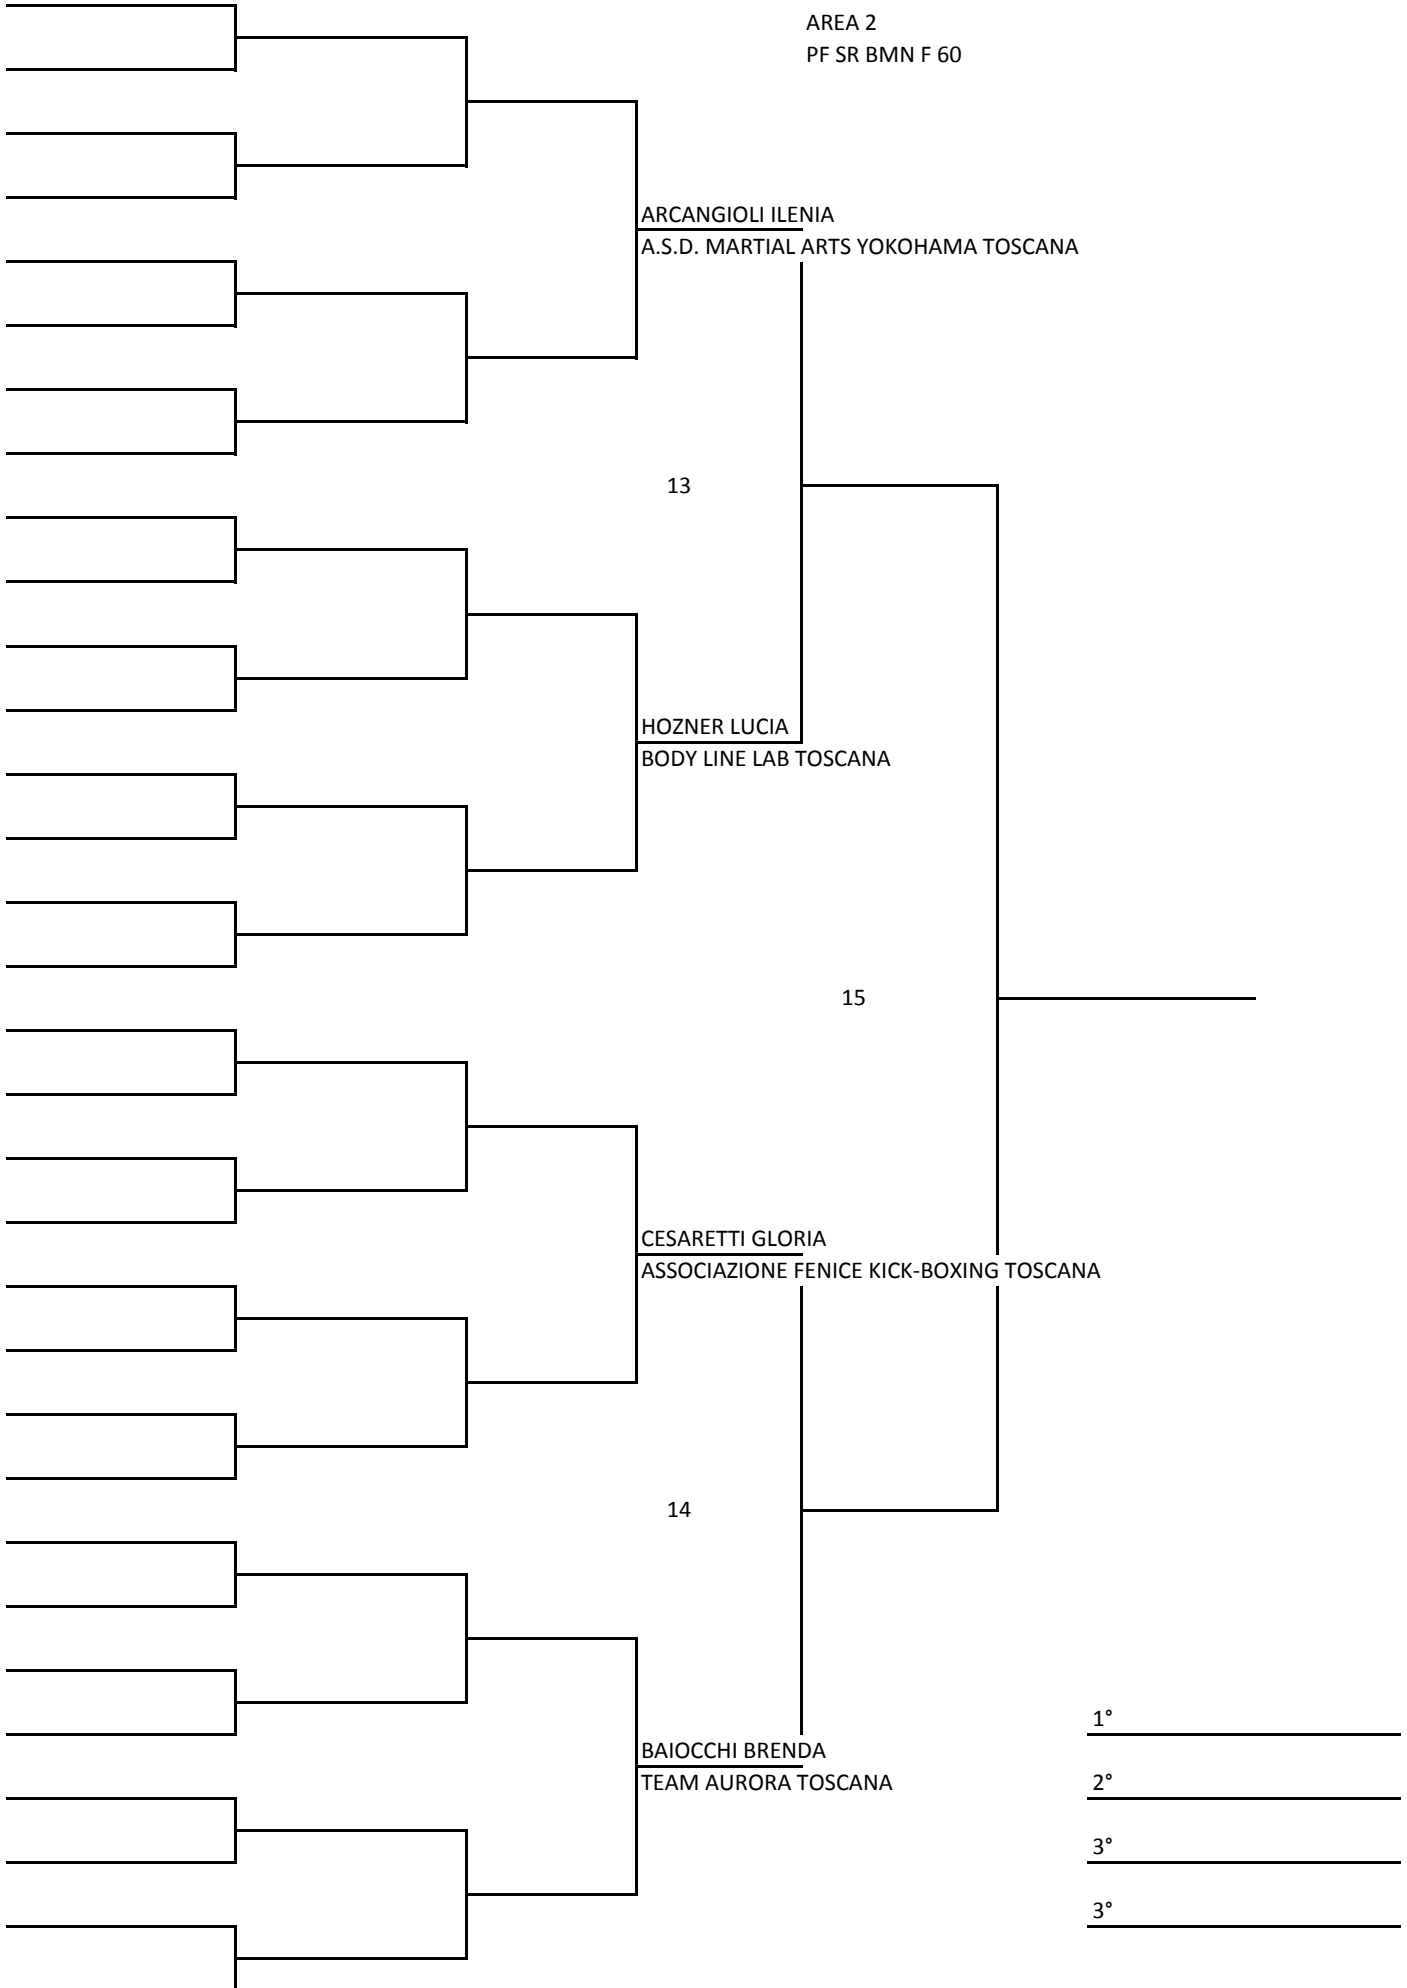 AREA 2
PF SR BMN F 60
ARCANGIOLI ILENIA
A.S.D. MARTIAL ARTS YOKOHAMA TOSCANA
13
HOZNER LUCIA
BODY LINE LAB TOSCANA
15
CESARETTI GLORIA
ASSOCIAZIONE FENICE KICK-BOXING TOSCANA
14
1°
BAIOCCHI BRENDA
TEAM AURORA TOSCANA
2°
3°
3°